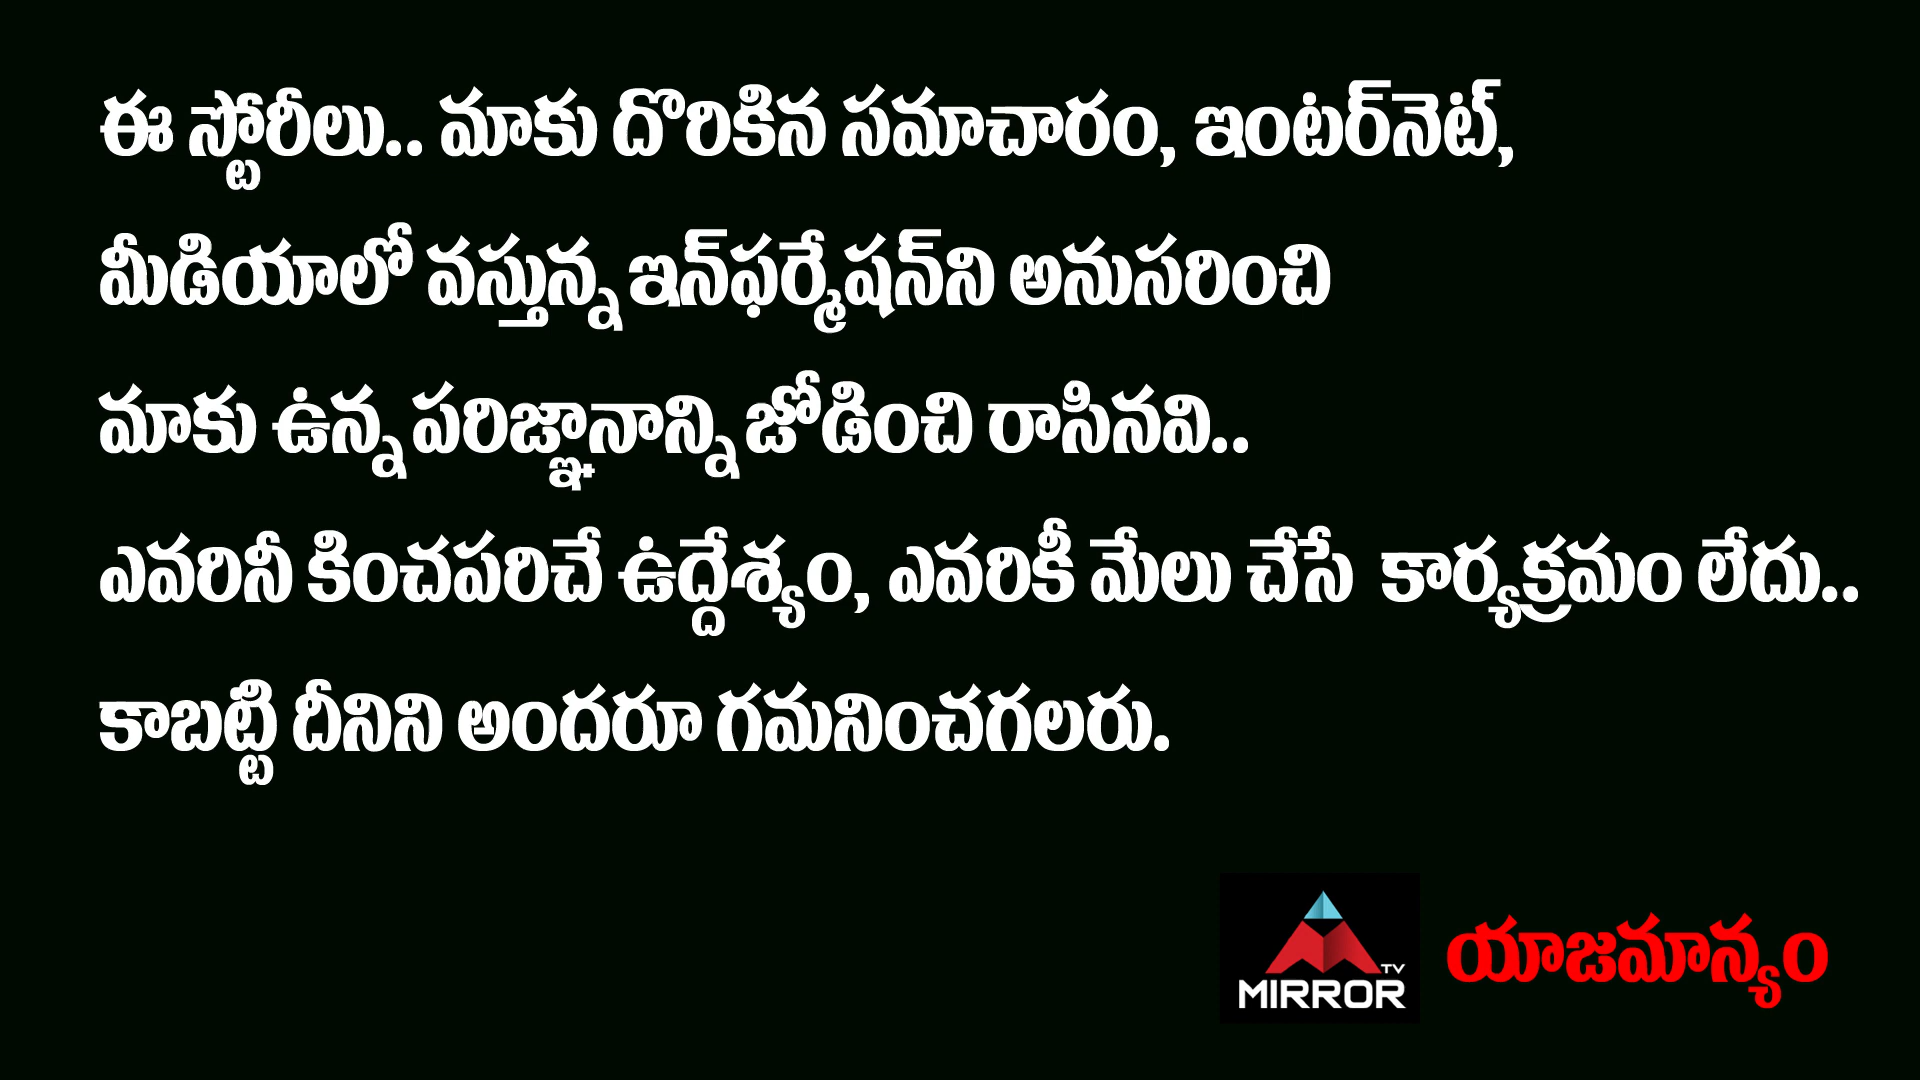 ఈ స్టోరీలు.. మాకు దొరికిన సమాచారం, ఇంటర్‌నెట్,
మీడియాలో వస్తున్న ఇన్‌ఫర్మేషన్‌ని అనుసరించి
మాకు ఉన్న పరిజ్ఞానాన్ని జోడించి రాసినవి..
ఎవరినీ కించపరిచే ఉద్దేశ్యం, ఎవరికీ మేలు చేసే కార్యక్రమం లేదు..
కాబట్టి దీనిని అందరూ గమనించగలరు.
TV
MIRROR
యాజమాన్యం